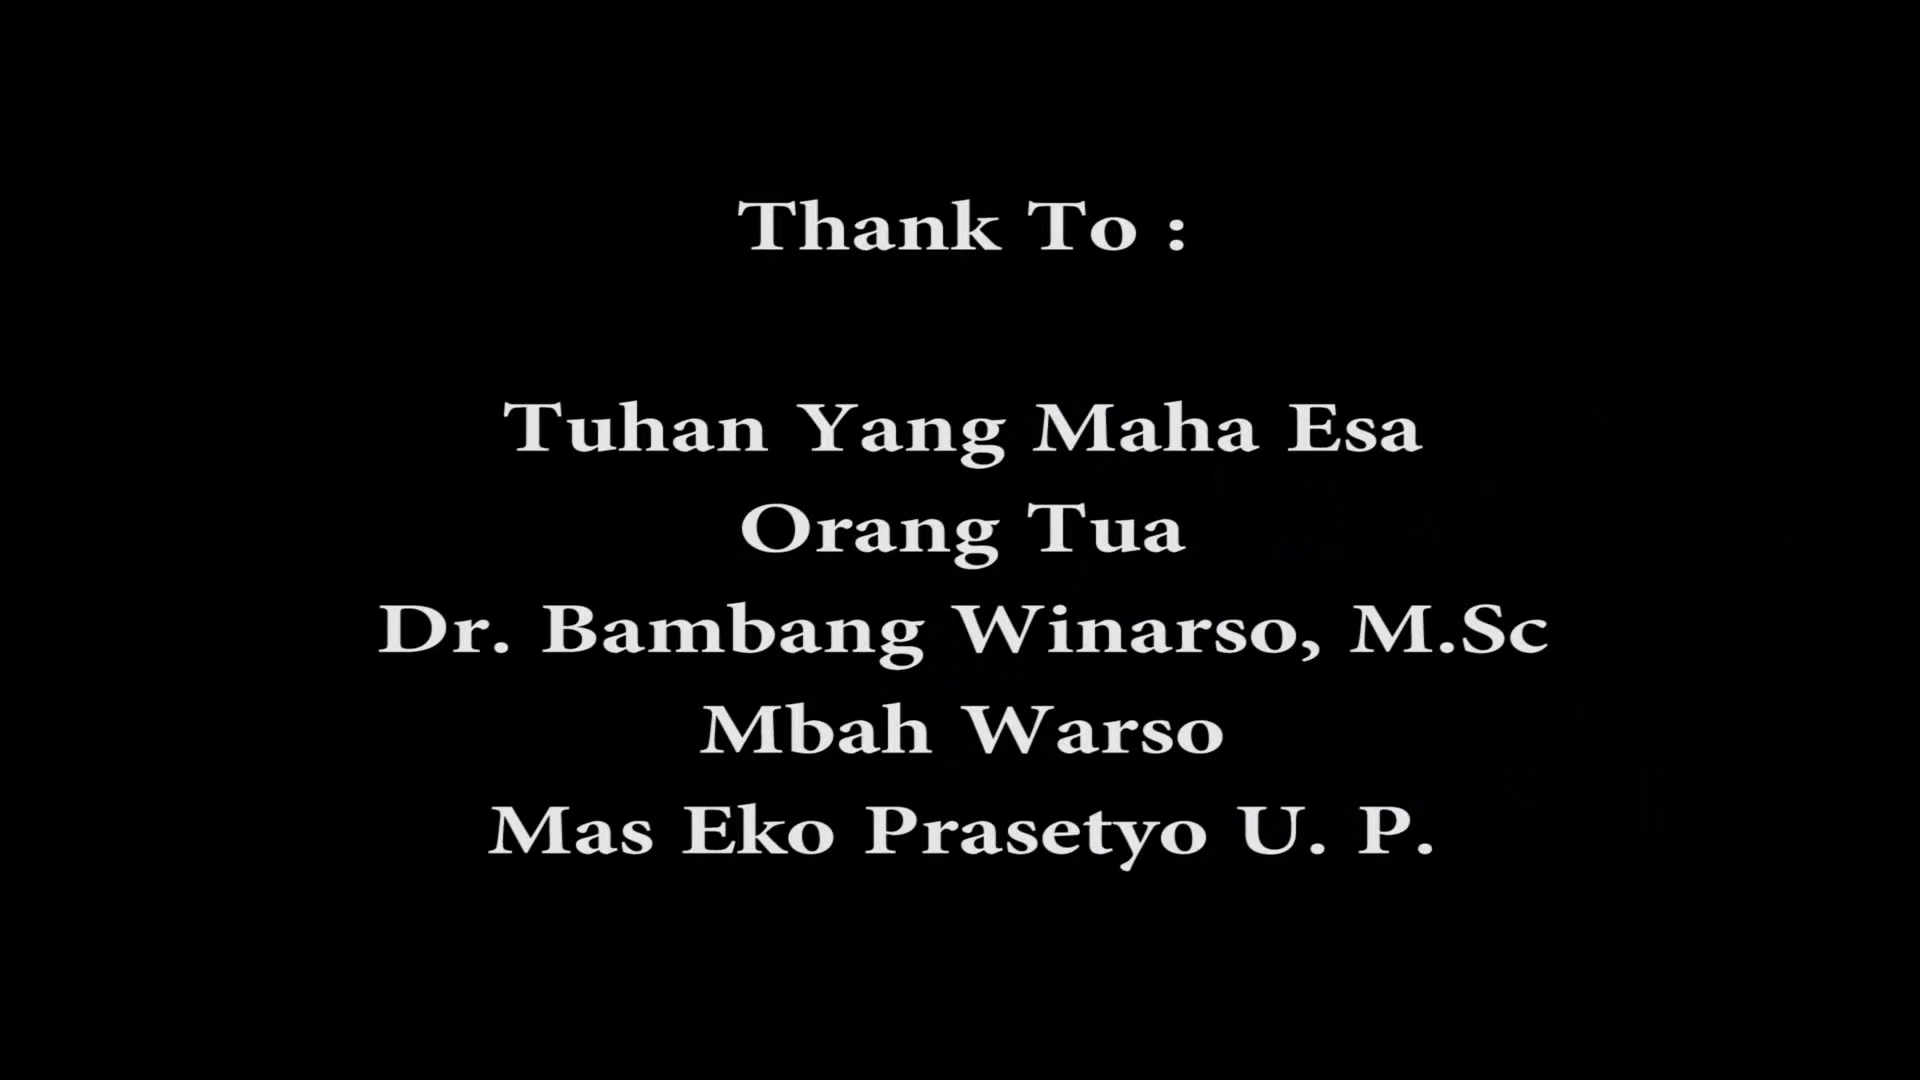 Thank To :
Tuhan Yang Maha Esa
Orang Tua
Dr. Bambang Winarso, M.Sc
Mbah Warso
Mas Eko Prasetyo U. P.